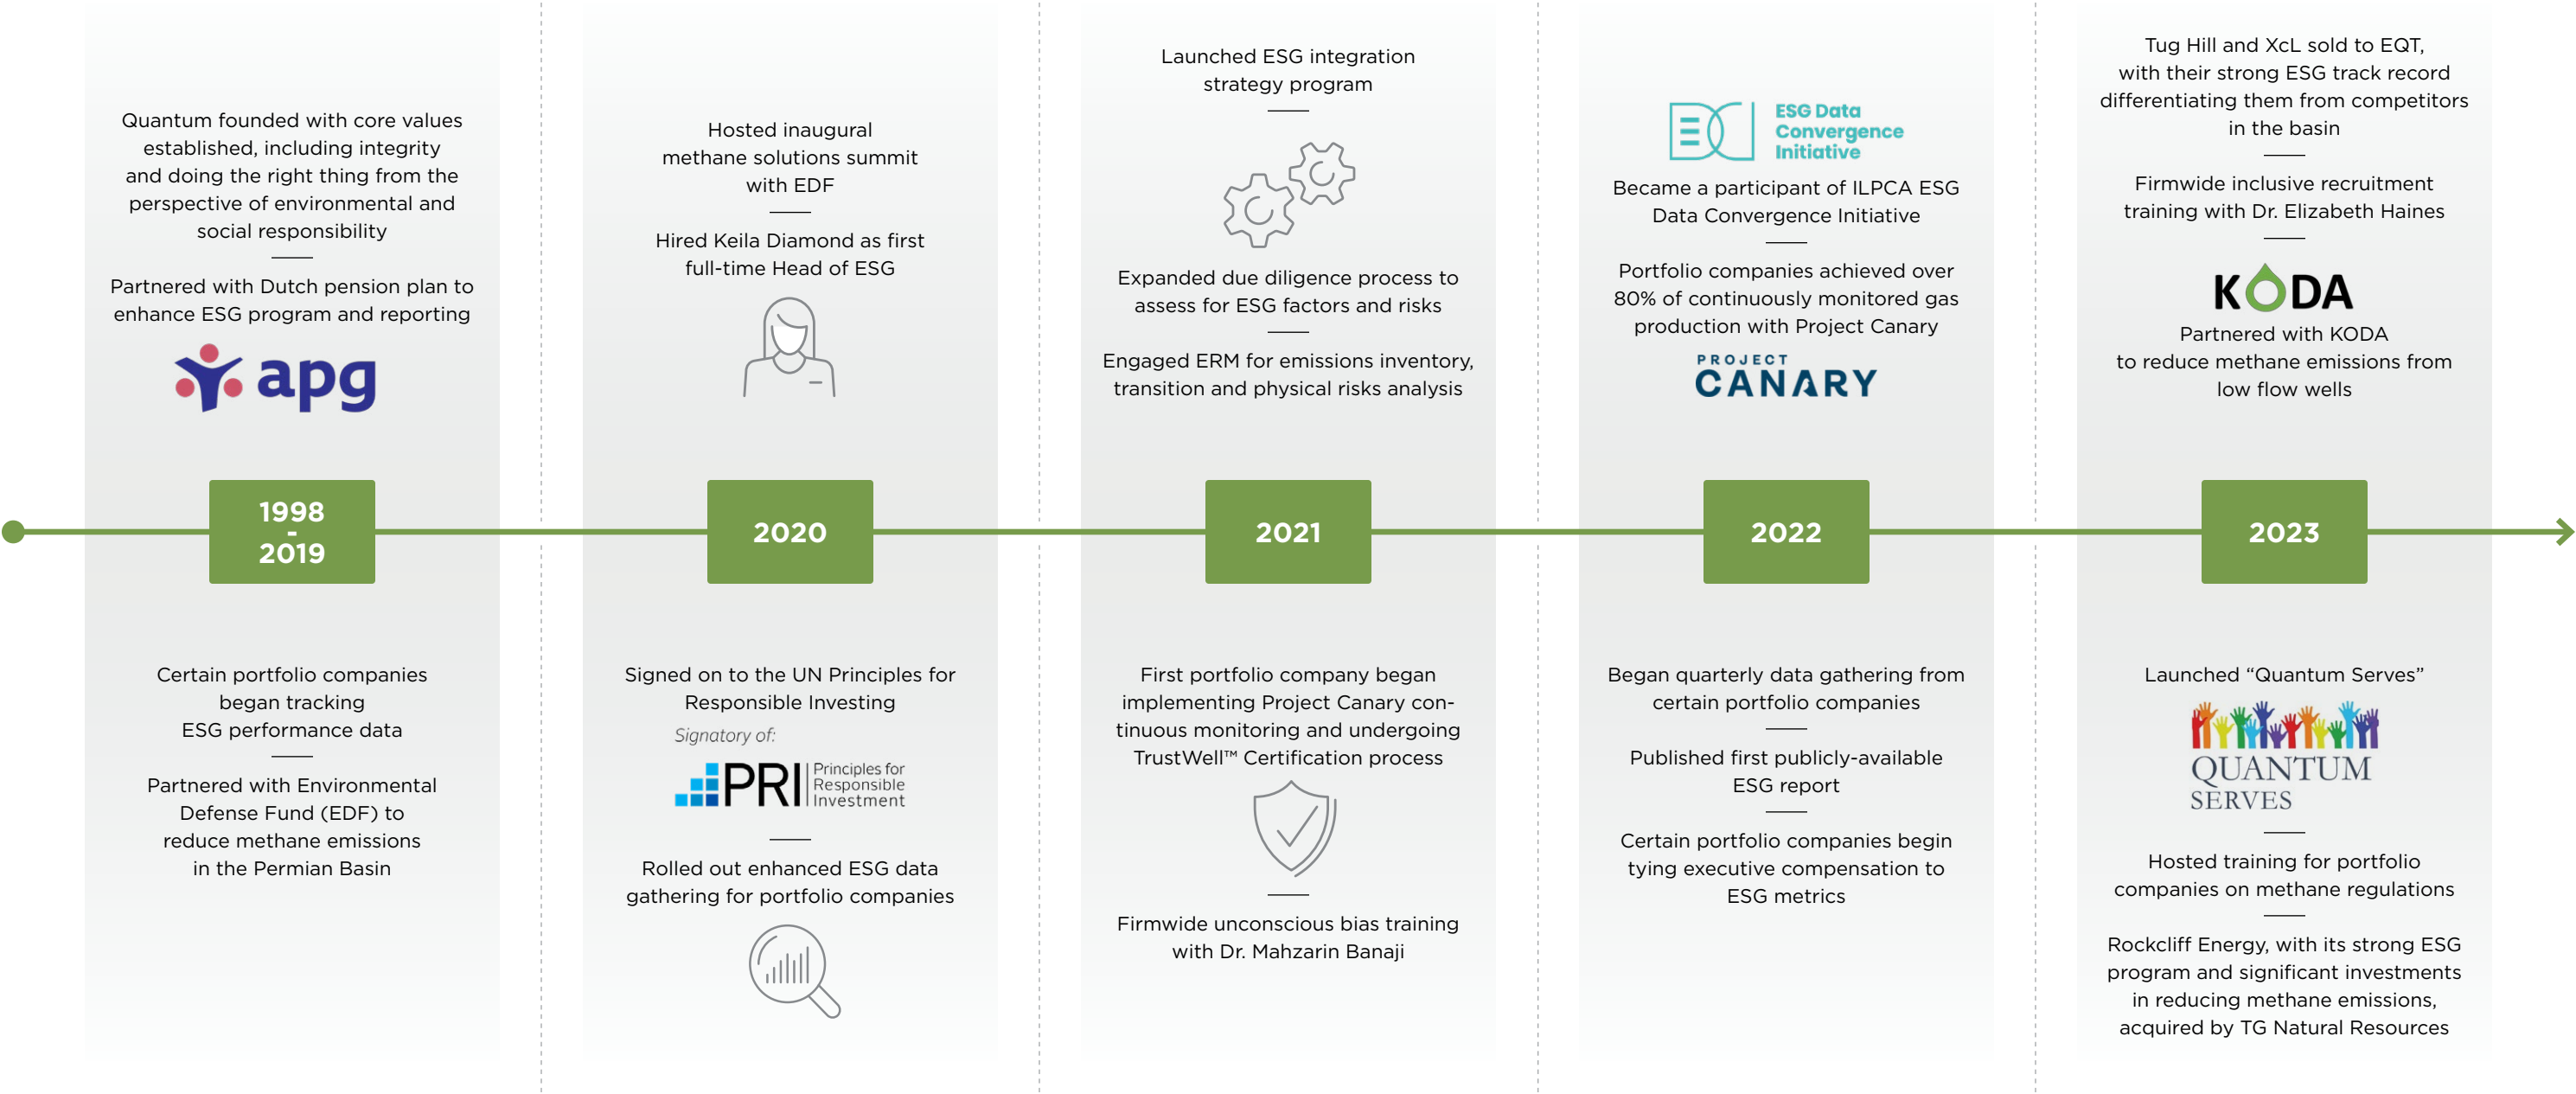 Quantum founded with core values
established, including integrity
and doing the right thing from the
perspective of environmental and
social responsibility
Partnered with Dutch pension plan to
enhance ESG program and reporting
apg
1998
-
2019
Certain portfolio companies
began tracking
ESG performance data
Partnered with Environmental
Defense Fund (EDF) to
reduce methane emissions
in the Permian Basin
Hosted inaugural
methane solutions summit
with EDF
Hired Keila Diamond as first
full-time Head of ESG
2020
Signed on to the UN Principles for
Responsible Investing
Signatory of:
PRI
Principles for
Responsible
Investment
Rolled out enhanced ESG data
gathering for portfolio companies
Launched ESG integration
strategy program
Expanded due diligence process to
assess for ESG factors and risks
Engaged ERM for emissions inventory,
transition and physical risks analysis
2021
First portfolio company began
implementing Project Canary con-
tinuous monitoring and undergoing
TrustWell™ Certification process
Firmwide unconscious bias training
with Dr. Mahzarin Banaji
ESG Data
Convergence
Initiative
Became a participant of ILPCA ESG
Data Convergence Initiative
Portfolio companies achieved over
80% of continuously monitored gas
production with Project Canary
PROJECT
CANARY
2022
Began quarterly data gathering from
certain portfolio companies
Published first publicly-available
ESG report
Certain portfolio companies begin
tying executive compensation to
ESG metrics
Tug Hill and XcL sold to EQT,
with their strong ESG track record
differentiating them from competitors
in the basin
Firmwide inclusive recruitment
training with Dr. Elizabeth Haines
KODA
Partnered with KODA
to reduce methane emissions from
low flow wells
2023
Launched “Quantum Serves”
QUANTUM
SERVES
Hosted training for portfolio
companies on methane regulations
Rockcliff Energy, with its strong ESG
program and significant investments
in reducing methane emissions,
acquired by TG Natural Resources